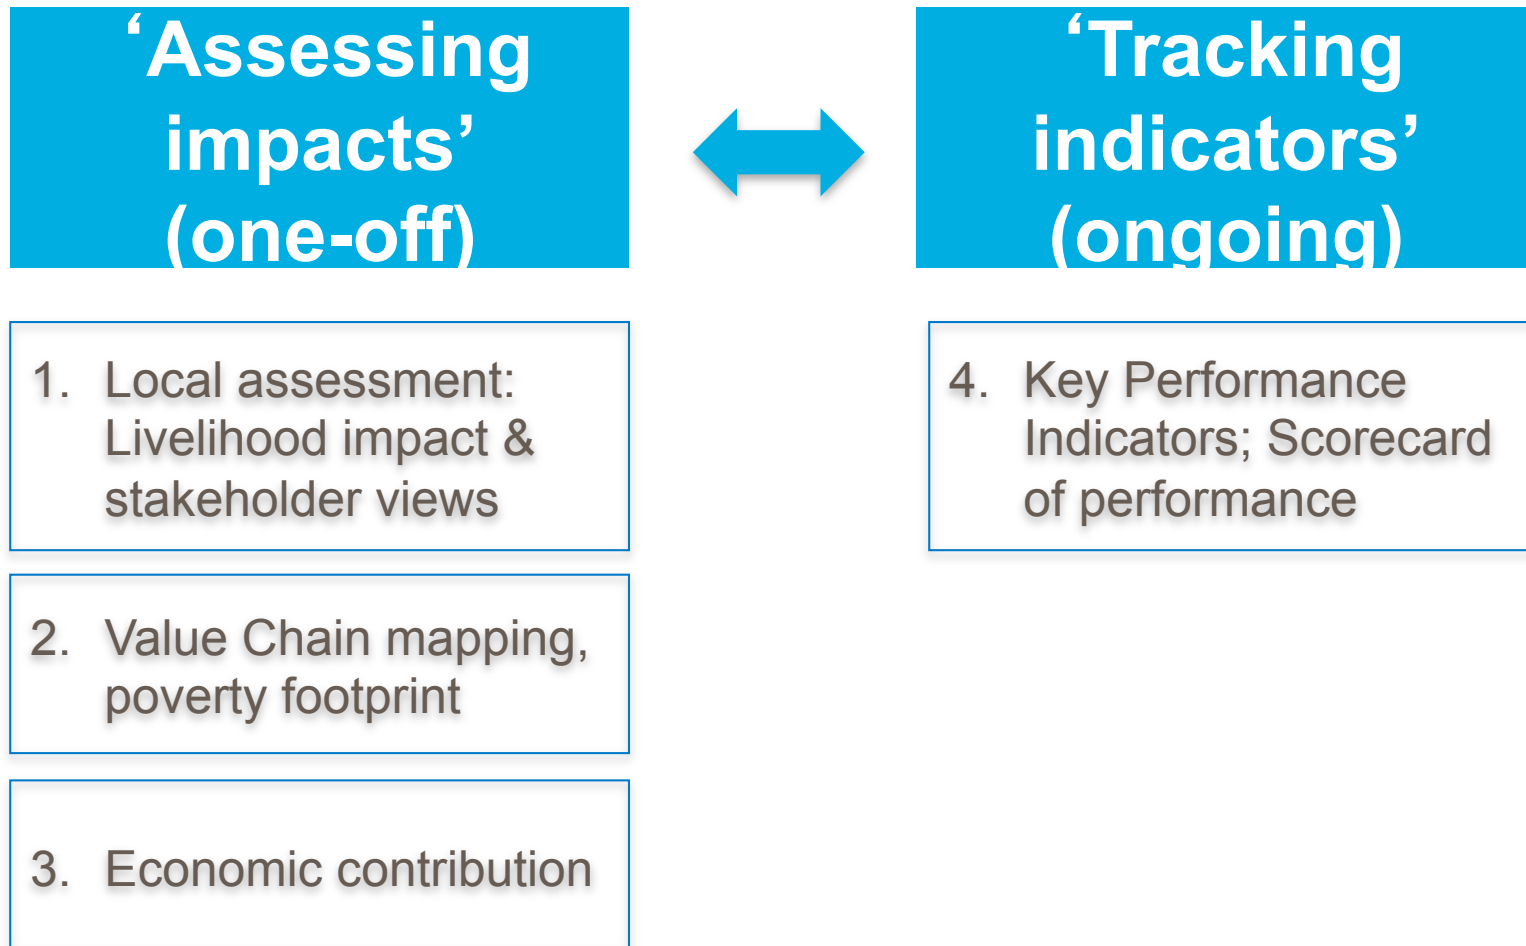 ‘Assessing
impacts’
(one-off)
‘Tracking
indicators’
(ongoing)
1. Local assessment:
Livelihood impact &
stakeholder views
2. Value Chain mapping,
poverty footprint
3. Economic contribution
4. Key Performance
Indicators; Scorecard
of performance